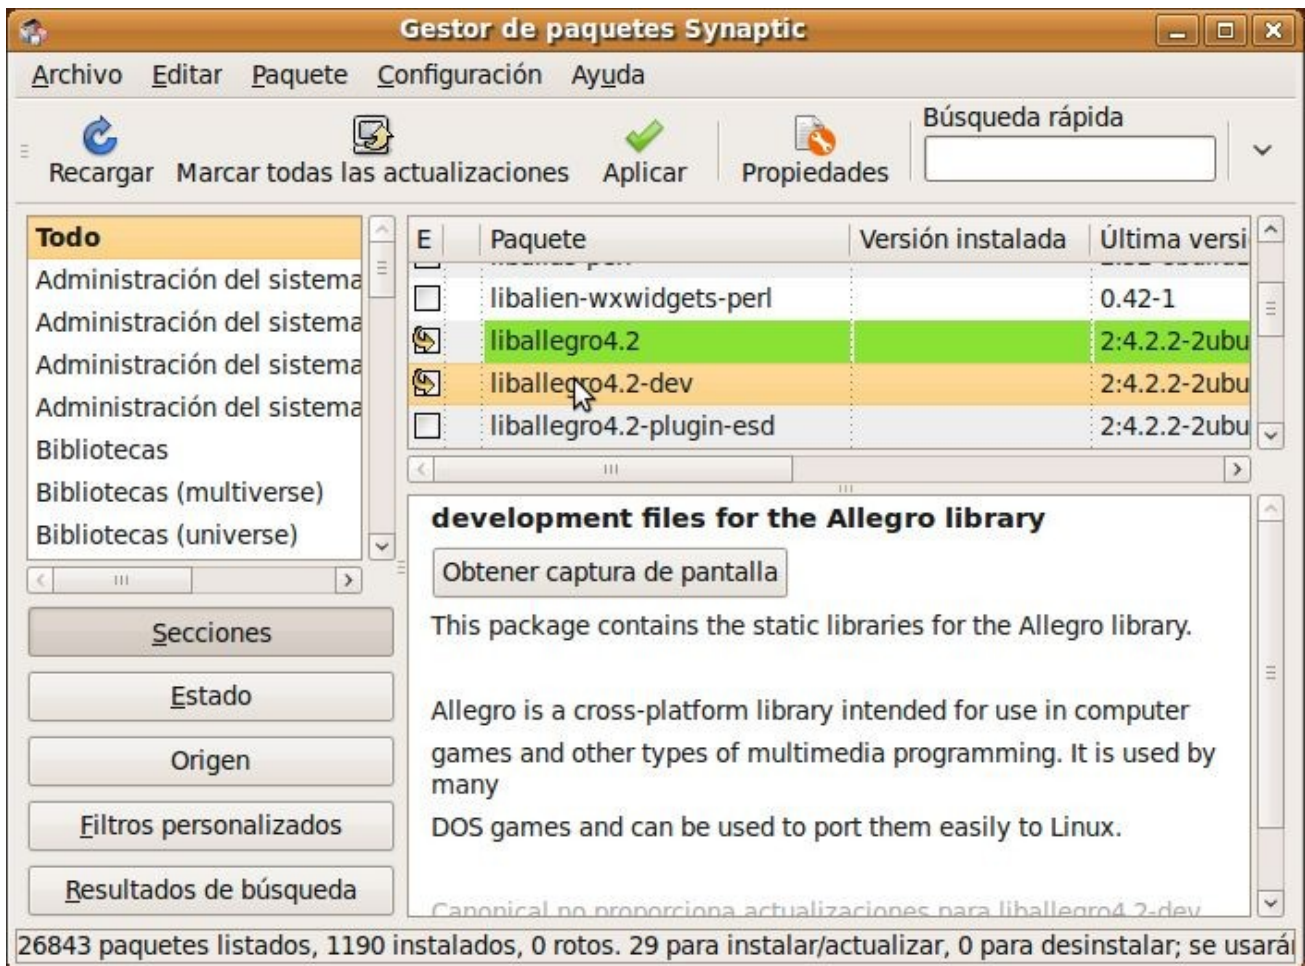 Gestor de paquetes Synaptic
Archivo Editar Paquete Configuración Ayuda
Recargar Marcar todas las actualizaciones Aplicar Propiedades Búsqueda rápida
Todo
Administración del sistema
Administración del sistema
Administración del sistema
Administración del sistema
Bibliotecas
Bibliotecas (multiverse)
Bibliotecas (universe)
Secciones
Estado
Origen
Filtros personalizados
Resultados de búsqueda
E Paquete Versión instalada Última versi
libalien-wxwidgets-perl 0.42-1
liballegro4.2 2:4.2.2-2ubu
liballegro4.2-dev 2:4.2.2-2ubu
liballegro4.2-plugin-esd 2:4.2.2-2ubu
development files for the Allegro library
Obtener captura de pantalla
This package contains the static libraries for the Allegro library.
Allegro is a cross-platform library intended for use in computer
games and other types of multimedia programming. It is used by
many
DOS games and can be used to port them easily to Linux.
Canonical no proporciona actualizaciones para liballegro4.2-dev
26843 paquetes listados, 1190 instalados, 0 rotos. 29 para instalar/actualizar, 0 para desinstalar; se usará